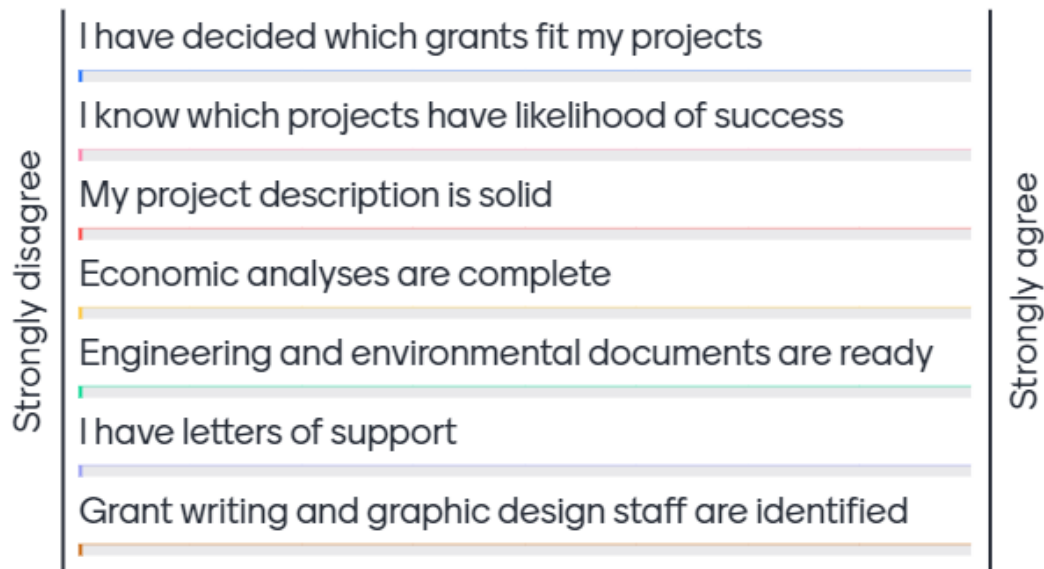 I have decided which grants fit my projects
I know which projects have likelihood of success
My project description is solid
Economic analyses are complete
Engineering and environmental documents are ready
I have letters of support
Grant writing and graphic design staff are identified
Strongly disagree
Strongly agree